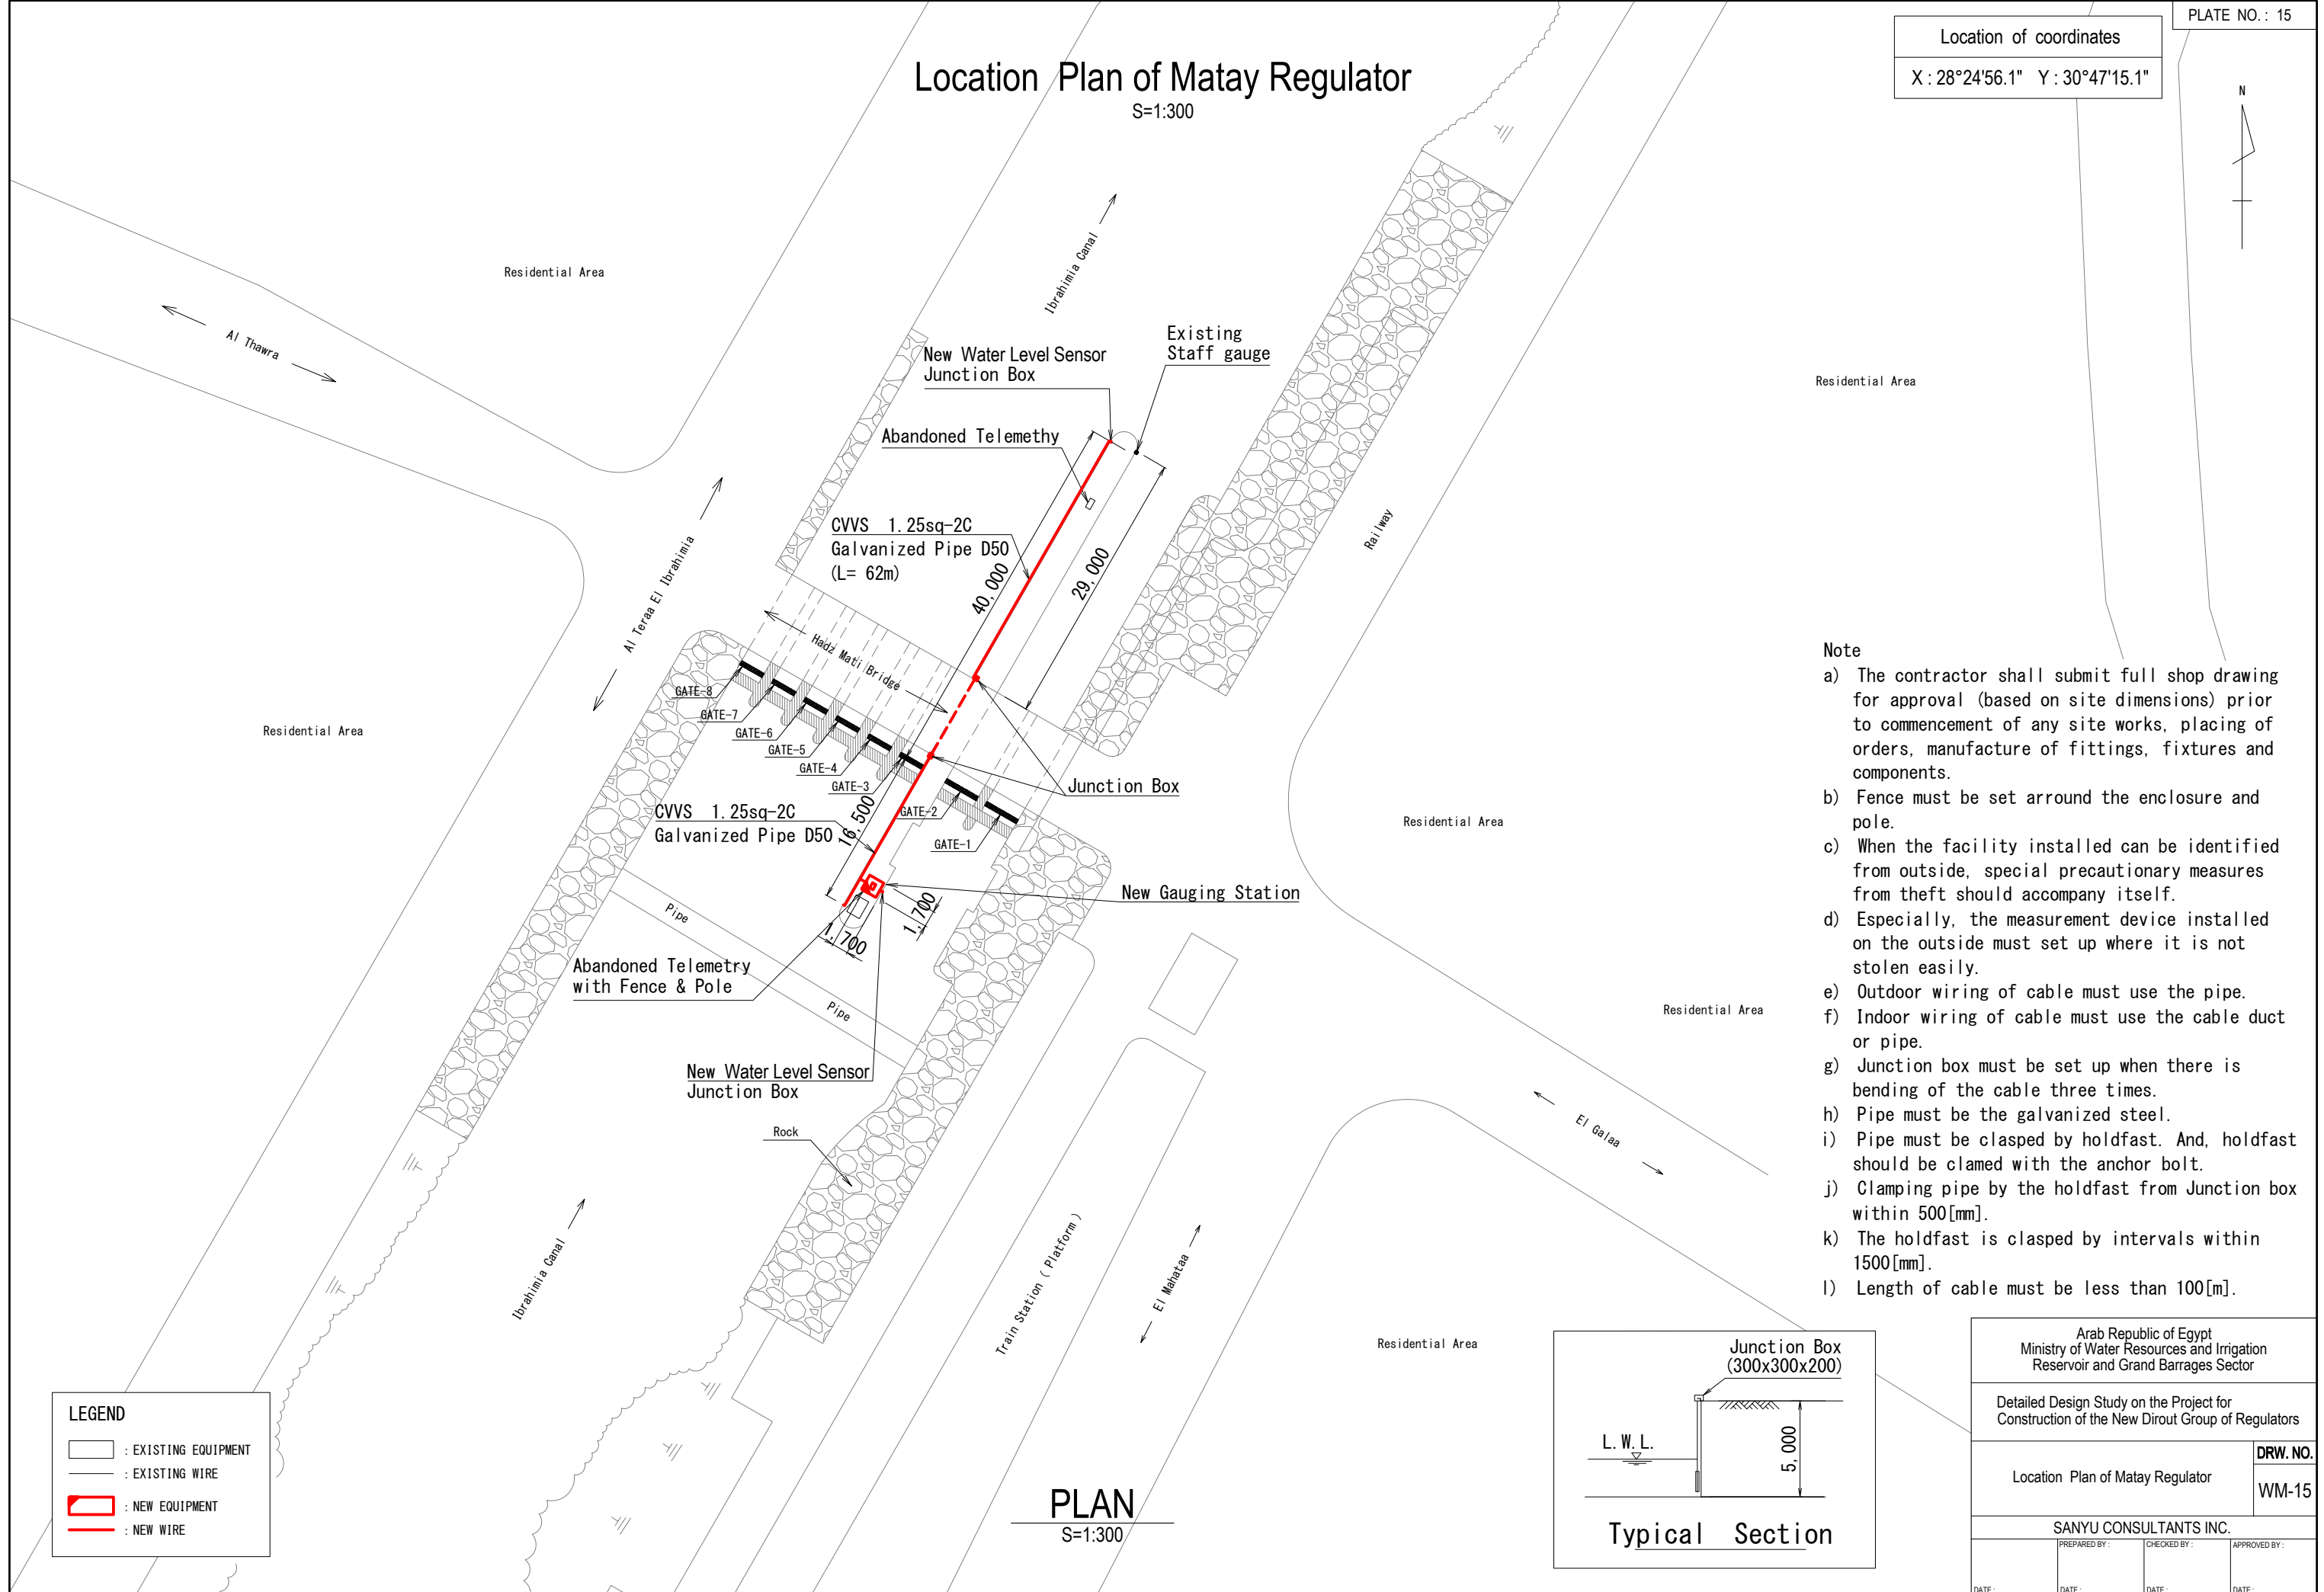 PLATE NO.: 15
Location of coordinates
X : 28°24'56.1" Y : 30°47'15.1"
N
Location Plan of Matay Regulator
S=1:300
Residential Area
Al Thawra
Ibrahimia Canal
Existing
Staff gauge
New Water Level Sensor
Junction Box
Abandoned Telemethy
Residential Area
CVVS 1.25sq-2C
Galvanized Pipe D50
(L= 62m)
40,000
29,000
Railway
Al Teraa El Ibrahimia
Hadz Mati Bridge
Residential Area
GATE-8
GATE-7
GATE-6
GATE-5
GATE-4
GATE-3
GATE-2
GATE-1
Junction Box
CVVS 1.25sq-2C
Galvanized Pipe D50
16,500
Residential Area
New Gauging Station
1,700
1,700
Pipe
Pipe
Abandoned Telemetry
with Fence & Pole
New Water Level Sensor
Junction Box
Rock
Residential Area
El Galaa
Ibrahimia Canal
Train Station ( Platform )
El Mahataa
Residential Area
Note
a) The contractor shall submit full shop drawing
for approval (based on site dimensions) prior
to commencement of any site works, placing of
orders, manufacture of fittings, fixtures and
components.
b) Fence must be set arround the enclosure and
pole.
c) When the facility installed can be identified
from outside, special precautionary measures
from theft should accompany itself.
d) Especially, the measurement device installed
on the outside must set up where it is not
stolen easily.
e) Outdoor wiring of cable must use the pipe.
f) Indoor wiring of cable must use the cable duct
or pipe.
g) Junction box must be set up when there is
bending of the cable three times.
h) Pipe must be the galvanized steel.
i) Pipe must be clasped by holdfast. And, holdfast
should be clamed with the anchor bolt.
j) Clamping pipe by the holdfast from Junction box
within 500[mm].
k) The holdfast is clasped by intervals within
1500[mm].
l) Length of cable must be less than 100[m].
LEGEND
: EXISTING EQUIPMENT
: EXISTING WIRE
: NEW EQUIPMENT
: NEW WIRE
PLAN
S=1:300
Junction Box
(300x300x200)
L.W.L.
5,000
Typical Section
Arab Republic of Egypt
Ministry of Water Resources and Irrigation
Reservoir and Grand Barrages Sector
Detailed Design Study on the Project for
Construction of the New Dirout Group of Regulators
Location Plan of Matay Regulator
DRW. NO.
WM-15
SANYU CONSULTANTS INC.
PREPARED BY :
CHECKED BY :
APPROVED BY :
DATE :
DATE :
DATE :
DATE :